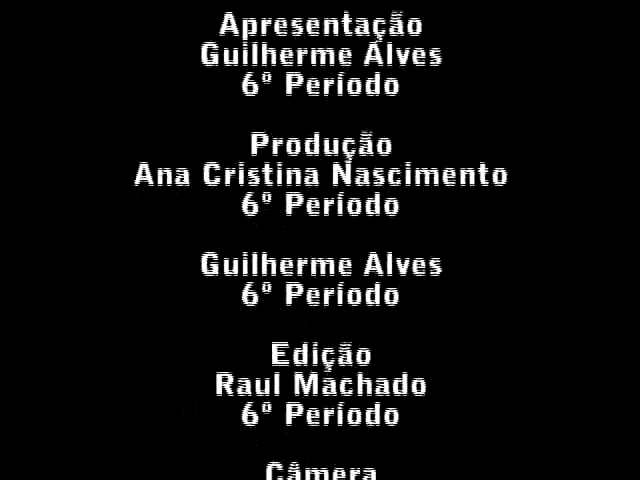 Apresentação
Guilherme Alves
6º Período
Produção
Ana Cristina Nascimento
6º Período
Guilherme Alves
6º Período
Edição
Raul Machado
6º Período
Câmera